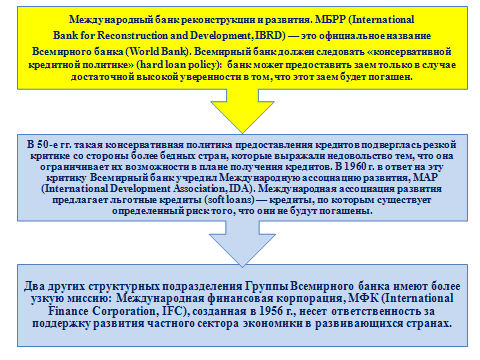 Международный банк реконструкции и развития. МБРР (International
Bank for Reconstruction and Development, IBRD) — это официальное название
Всемирного банка (World Bank). Всемирный банк должен следовать «консервативной
кредитной политике» (hard loan policy): банк может предоставить заем только в случае
достаточной высокой уверенности в том, что этот заем будет погашен.
В 50-е гг. такая консервативная политика предоставления кредитов подверглась резкой
критике со стороны более бедных стран, которые выражали недовольство тем, что она
ограничивает их возможности в плане получения кредитов. В 1960 г. в ответ на эту
критику Всемирный банк учредил Международную ассоциацию развития, МАР
(International Development Association, IDA). Международная ассоциация развития
предлагает льготные кредиты (soft loans) — кредиты, по которым существует
определенный риск того, что они не будут погашены.
Два других структурных подразделения Группы Всемирного банка имеют более
узкую миссию: Международная финансовая корпорация, МФК (International
Finance Corporation, IFC), созданная в 1956 г., несет ответственность за
поддержку развития частного сектора экономики в развивающихся странах.